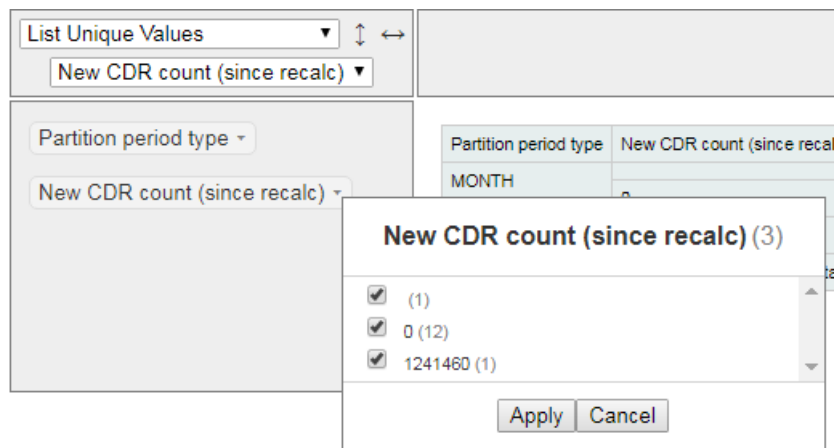 List Unique Values
New CDR count (since recalc)
Partition period type
New CDR count (since recalc)
Partition period type New CDR count (since recal
MONTH
New CDR count (since recalc) (3)
(1)
0 (12)
1241460 (1)
Apply Cancel